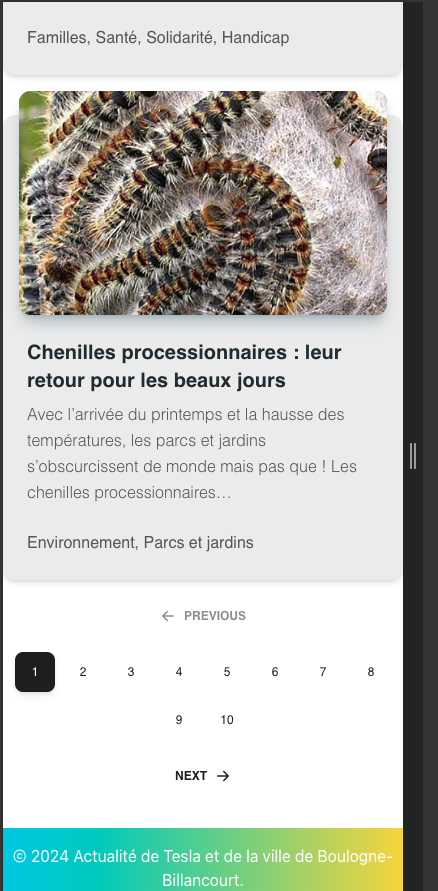 Familles, Santé, Solidarité, Handicap
Chenilles processionnaires : leur
retour pour les beaux jours
Avec l’arrivée du printemps et la hausse des
températures, les parcs et jardins
s’obscurcissent de monde mais pas que ! Les
chenilles processionnaires…
Environnement, Parcs et jardins
← PREVIOUS
1 2 3 4 5 6 7 8
9 10
NEXT →
© 2024 Actualité de Tesla et de la ville de Boulogne-
Billancourt.